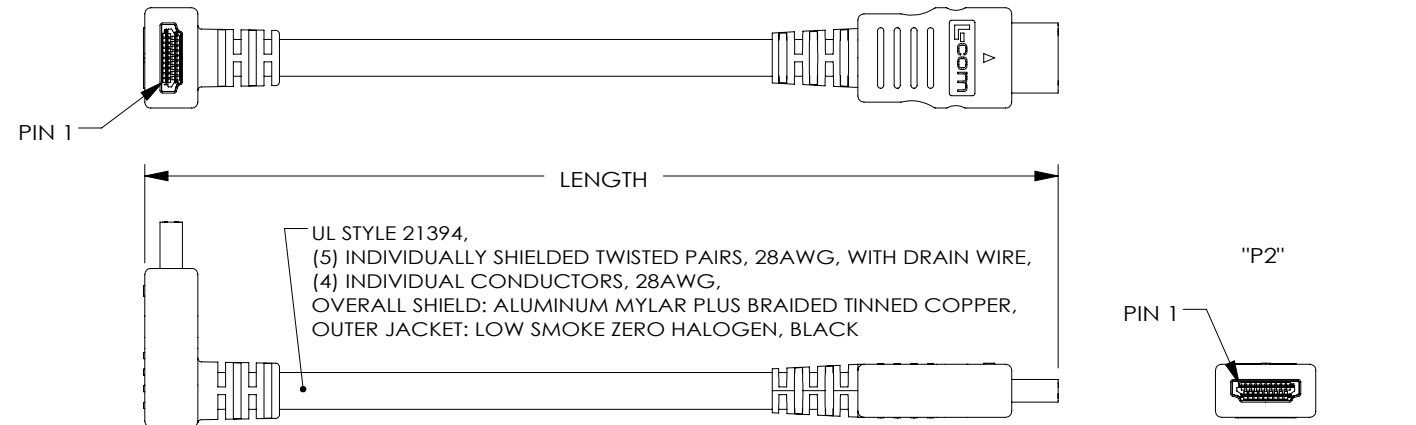 L-com
PIN 1
LENGTH
UL STYLE 21394,
(5) INDIVIDUALLY SHIELDED TWISTED PAIRS, 28AWG, WITH DRAIN WIRE,
(4) INDIVIDUAL CONDUCTORS, 28AWG,
OVERALL SHIELD: ALUMINUM MYLAR PLUS BRAIDED TINNED COPPER,
OUTER JACKET: LOW SMOKE ZERO HALOGEN, BLACK
"P2"
PIN 1